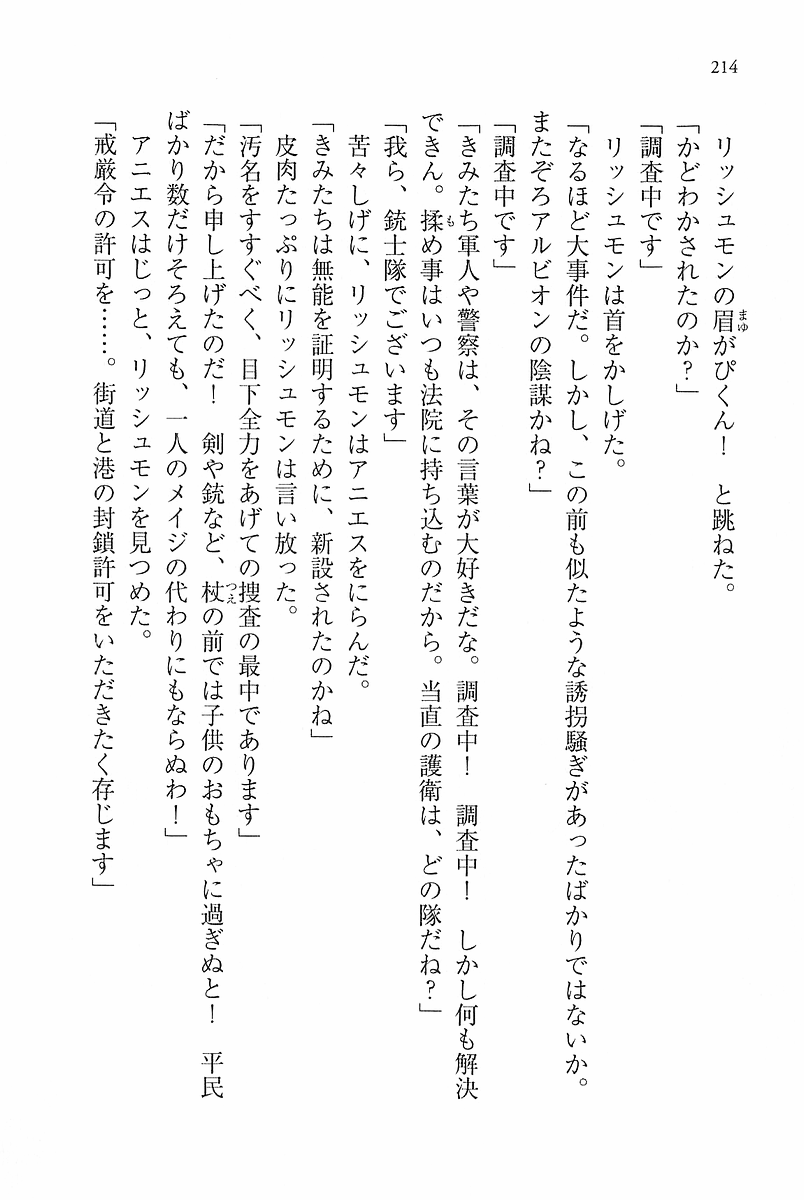 214
リッシュモンの眉がぴくん！　と跳ねた。
「かどわかされたのか？」
「調査中です」
リッシュモンは首をかしげた。
「なるほど大事件だ。しかし、この前も似たような誘拐騒ぎがあったばかりではないか。
またぞろアルビオンの陰謀かね？」
「調査中です」
「きみたち軍人や警察は、その言葉が大好きだな。調査中！　調査中！　しかし何も解決
できん。揉め事はいつも法院に持ち込むのだから。当直の護衛は、どの隊だね？」
「我ら、銃士隊でございます」
苦々しげに、リッシュモンはアニエスをにらんだ。
「きみたちは無能を証明するために、新設されたのかね」
皮肉たっぷりにリッシュモンは言い放った。
「汚名をすすぐべく、目下全力をあげての捜査の最中であります」
「だから申し上げたのだ！　剣や銃など、杖の前では子供のおもちゃに過ぎぬと！　平民
ばかり数だけそろえても、一人のメイジの代わりにもならぬわ！」
アニエスはじっと、リッシュモンを見つめた。
「戒厳令の許可を……。街道と港の封鎖許可をいただきたく存じます」